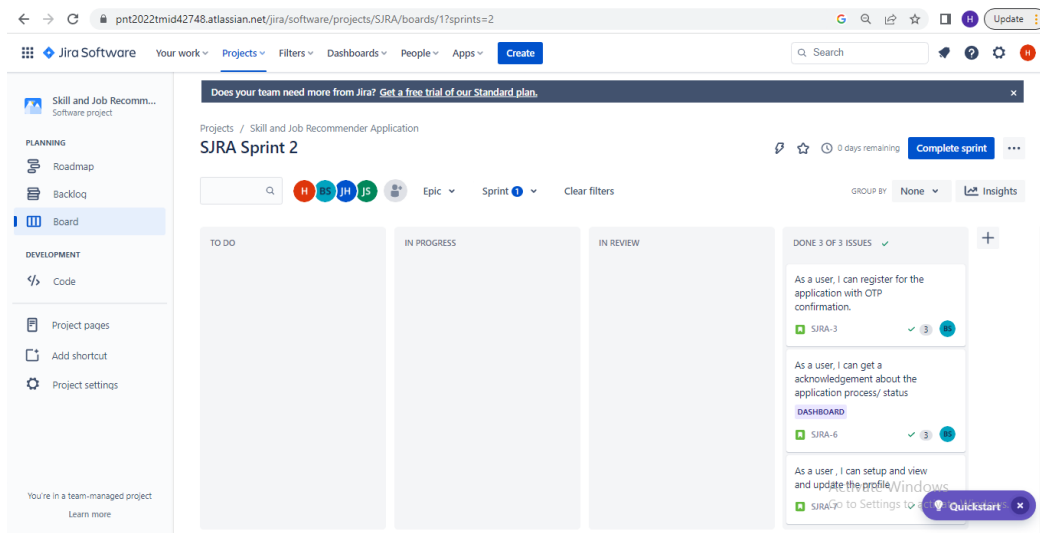 pnt2022tmid42748.atlassian.net/jira/software/projects/SJRA/boards/1?sprints=2
H
Update
Jira Software
Your work
Projects
Filters
Dashboards
People
Apps
Create
Search
H
Does your team need more from Jira? Get a free trial of our Standard plan.
Skill and Job Recomm...
Software project
PLANNING
Roadmap
Backlog
Board
DEVELOPMENT
Code
Project pages
Add shortcut
Project settings
You're in a team-managed project
Learn more
Projects / Skill and Job Recommender Application
SJRA Sprint 2
0 days remaining
Complete sprint
H BS JH JS
Epic
Sprint 1
Clear filters
GROUP BY None
Insights
TO DO
IN PROGRESS
IN REVIEW
DONE 3 OF 3 ISSUES
As a user, I can register for the
application with OTP
confirmation.
SJRA-3
3
BS
As a user, I can get a
acknowledgement about the
application process/ status
DASHBOARD
SJRA-6
3
BS
As a user , I can setup and view
and update the profile
SJRA-7
Activate Windows
Go to Settings to
Quickstart